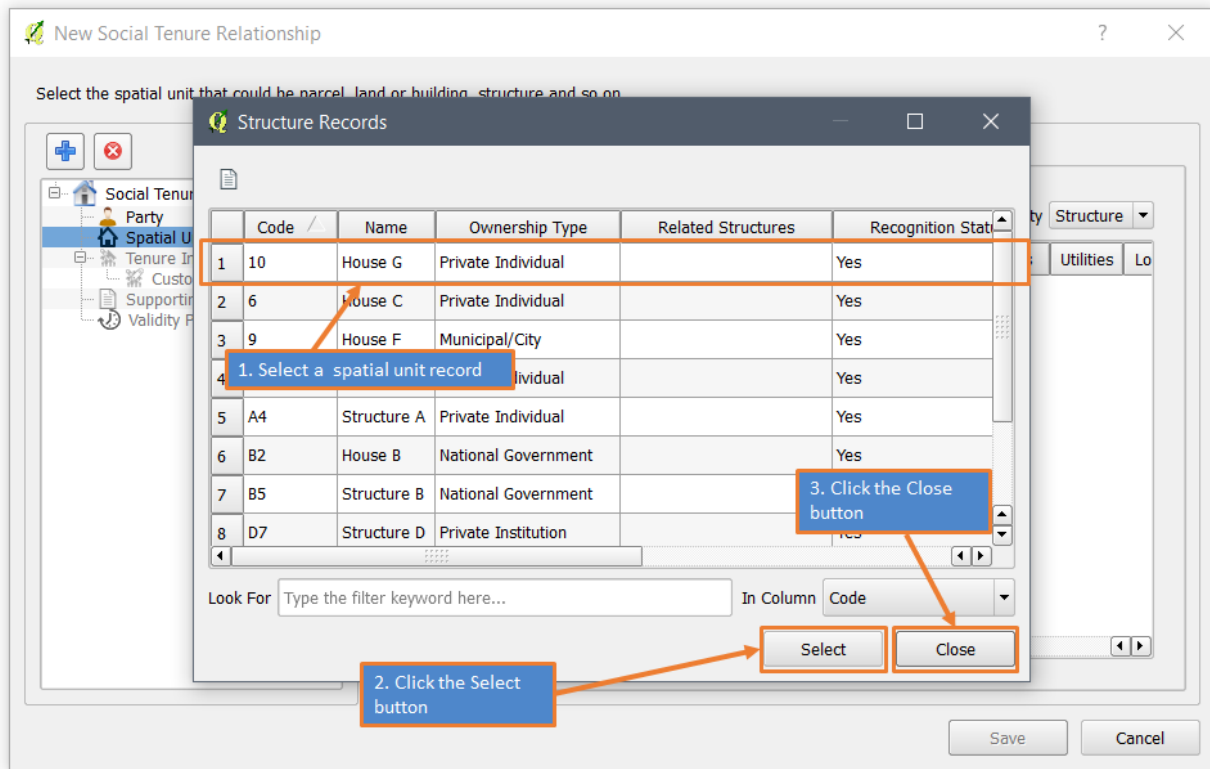 New Social Tenure Relationship
Select the spatial unit that could be parcel, land or building, structure and so on
Structure Records
Social Tenur
Party
Spatial U
Tenure In
Custo
Supportin
Validity P
Structure
Utilities Lo
Code Name Ownership Type Related Structures Recognition Statu
1 10 House G Private Individual Yes
2 6 House C Private Individual Yes
3 9 House F Municipal/City Yes
1. Select a spatial unit record
4 dividual Yes
5 A4 Structure A Private Individual Yes
6 B2 House B National Government Yes
7 B5 Structure B National Government
3. Click the Close
button
8 D7 Structure D Private Institution Yes
Look For Type the filter keyword here... In Column Code
Select Close
2. Click the Select
button
Save Cancel